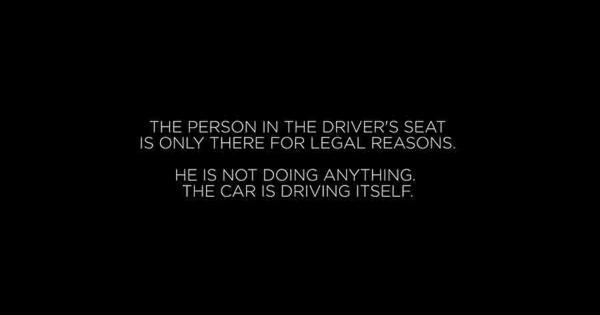 THE PERSON IN THE DRIVER'S SEAT
IS ONLY THERE FOR LEGAL REASONS.
HE IS NOT DOING ANYTHING.
THE CAR IS DRIVING ITSELF.